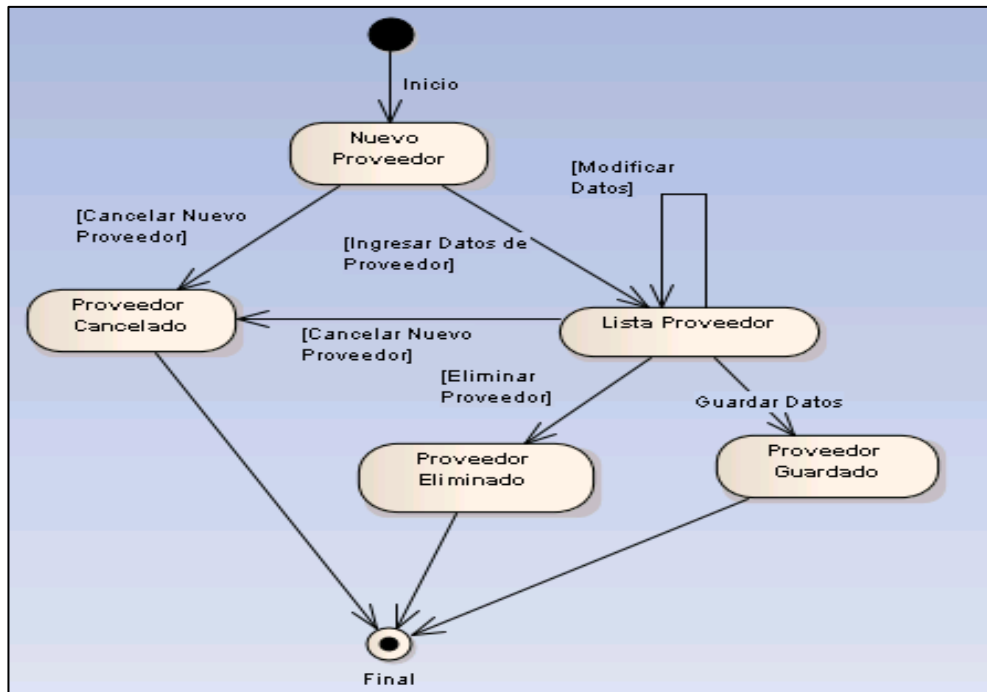 Inicio
Nuevo
Proveedor
[Modificar
Datos]
[Cancelar Nuevo
Proveedor]
[Ingresar Datos de
Proveedor]
Proveedor
Cancelado
Lista Proveedor
[Cancelar Nuevo
Proveedor]
[Eliminar
Proveedor]
Guardar Datos
Proveedor
Eliminado
Proveedor
Guardado
Final